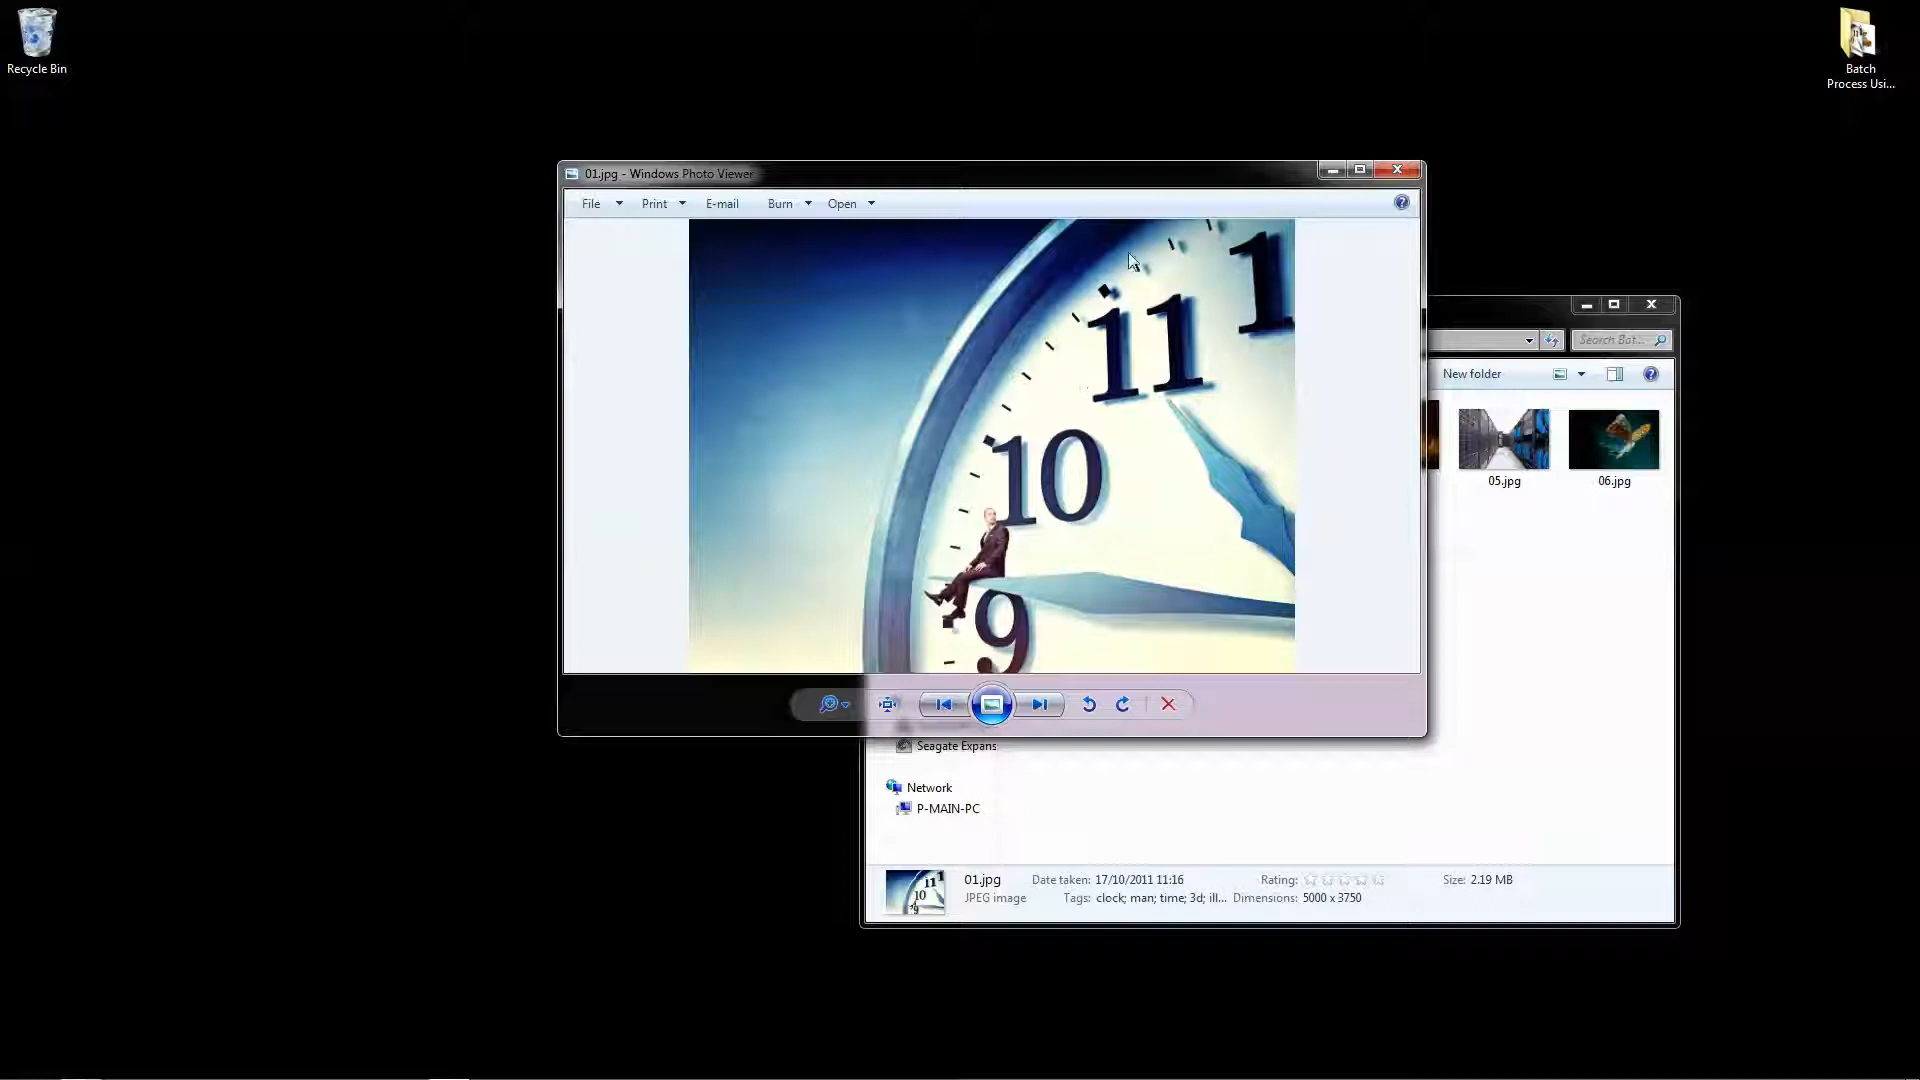 Recycle Bin
Batch
Process Usi...
01.jpg - Windows Photo Viewer
File Print E-mail Burn Open
11
10
9
Search Bat...
New folder
05.jpg
06.jpg
Seagate Expans
Network
P-MAIN-PC
01.jpg Date taken: 17/10/2011 11:16 Rating: Size: 2.19 MB
JPEG image Tags: clock; man; time; 3d; ill... Dimensions: 5000 x 3750